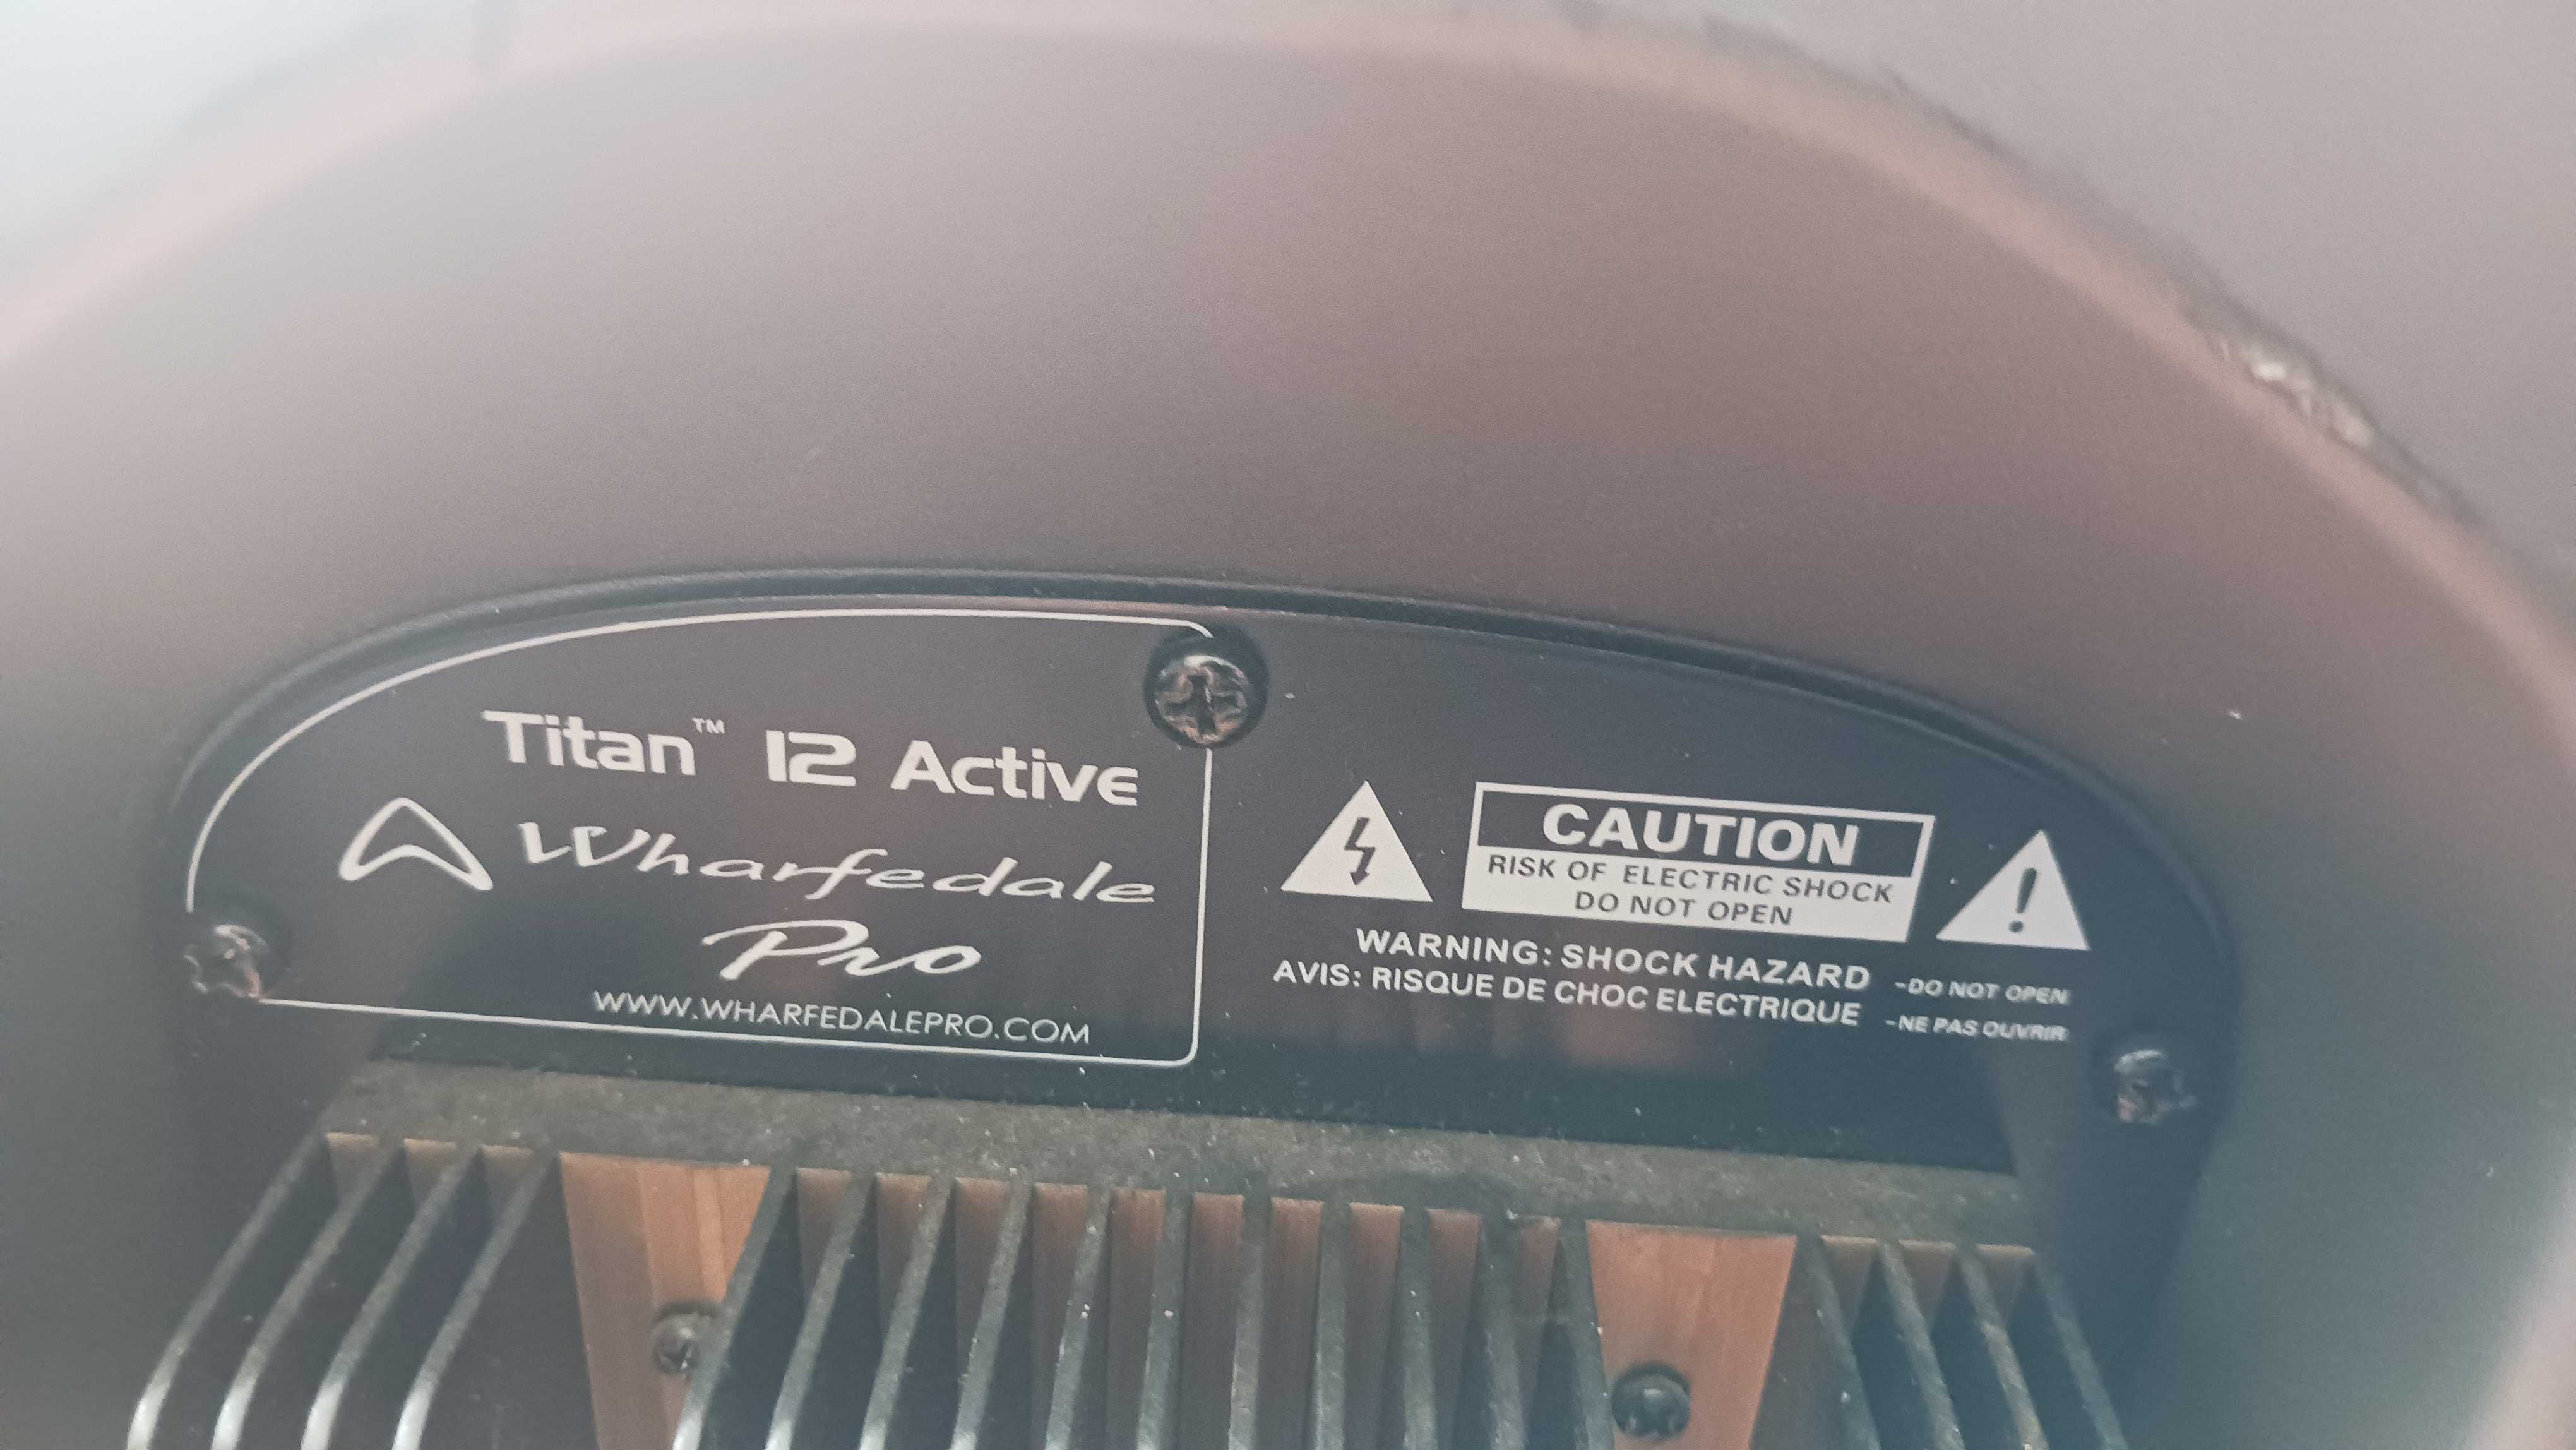 Titan™ 12 Active
Wharfedale
Pro
WWW.WHARFEDALEPRO.COM
CAUTION
RISK OF ELECTRIC SHOCK
DO NOT OPEN
WARNING: SHOCK HAZARD -DO NOT OPEN
AVIS: RISQUE DE CHOC ELECTRIQUE -NE PAS OUVRIR